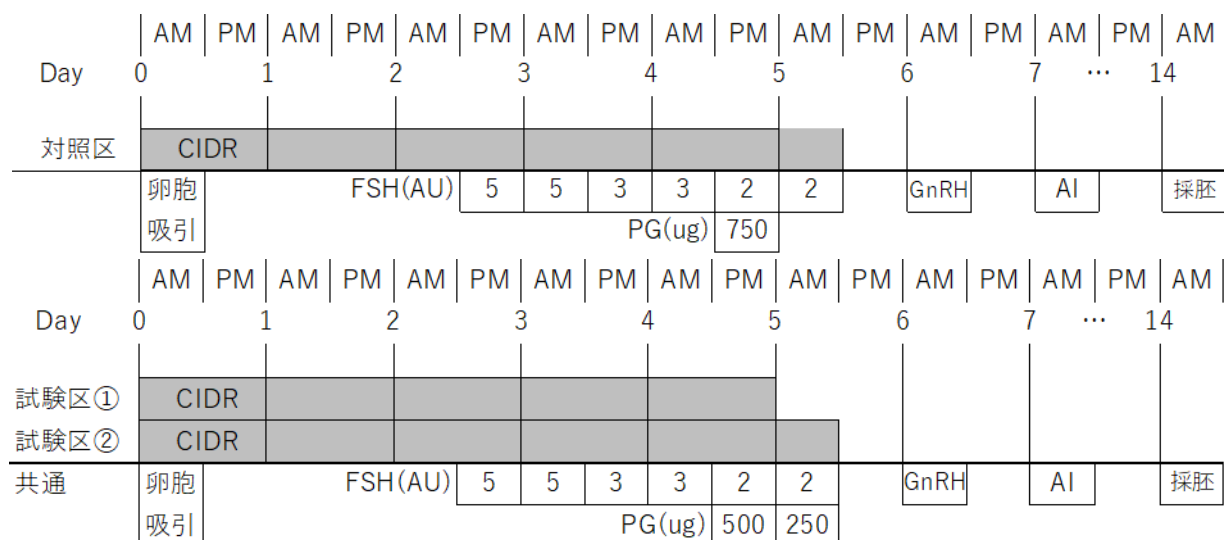 AM PM AM PM AM PM AM PM AM PM AM PM AM PM AM PM AM
Day 0 1 2 3 4 5 6 7 … 14
対照区 CIDR
卵胞 FSH(AU) 5 5 3 3 2 2 GnRH AI 採胚
吸引 PG(ug) 750
AM PM AM PM AM PM AM PM AM PM AM PM AM PM AM PM AM
Day 0 1 2 3 4 5 6 7 … 14
試験区① CIDR
試験区② CIDR
共通 卵胞 FSH(AU) 5 5 3 3 2 2 GnRH AI 採胚
吸引 PG(ug) 500 250